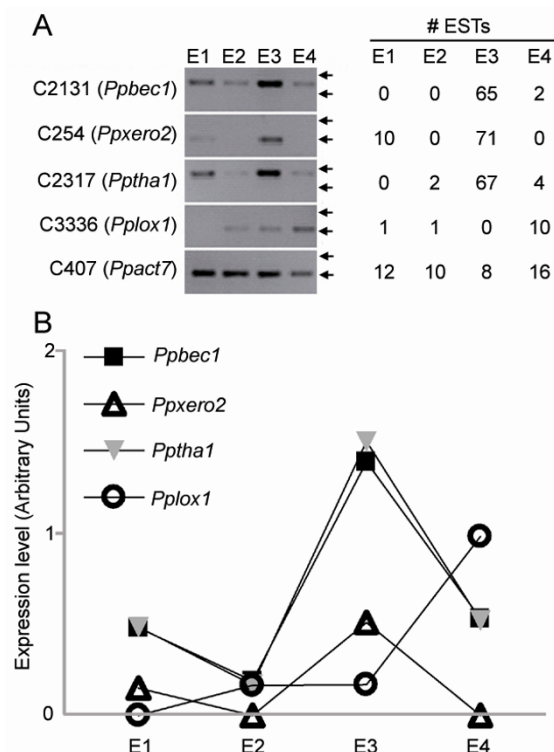 A
# ESTs
E1 E2 E3 E4 E1 E2 E3 E4
C2131 (Ppbec1) 0 0 65 2
C254 (Ppxero2) 10 0 71 0
C2317 (Pptha1) 0 2 67 4
C3336 (Pplox1) 1 1 0 10
C407 (Ppact7) 12 10 8 16
B
2
Ppbec1
Ppxero2
Pptha1
Pplox1
Expression level (Arbitrary Units)
1
0
E1 E2 E3 E4